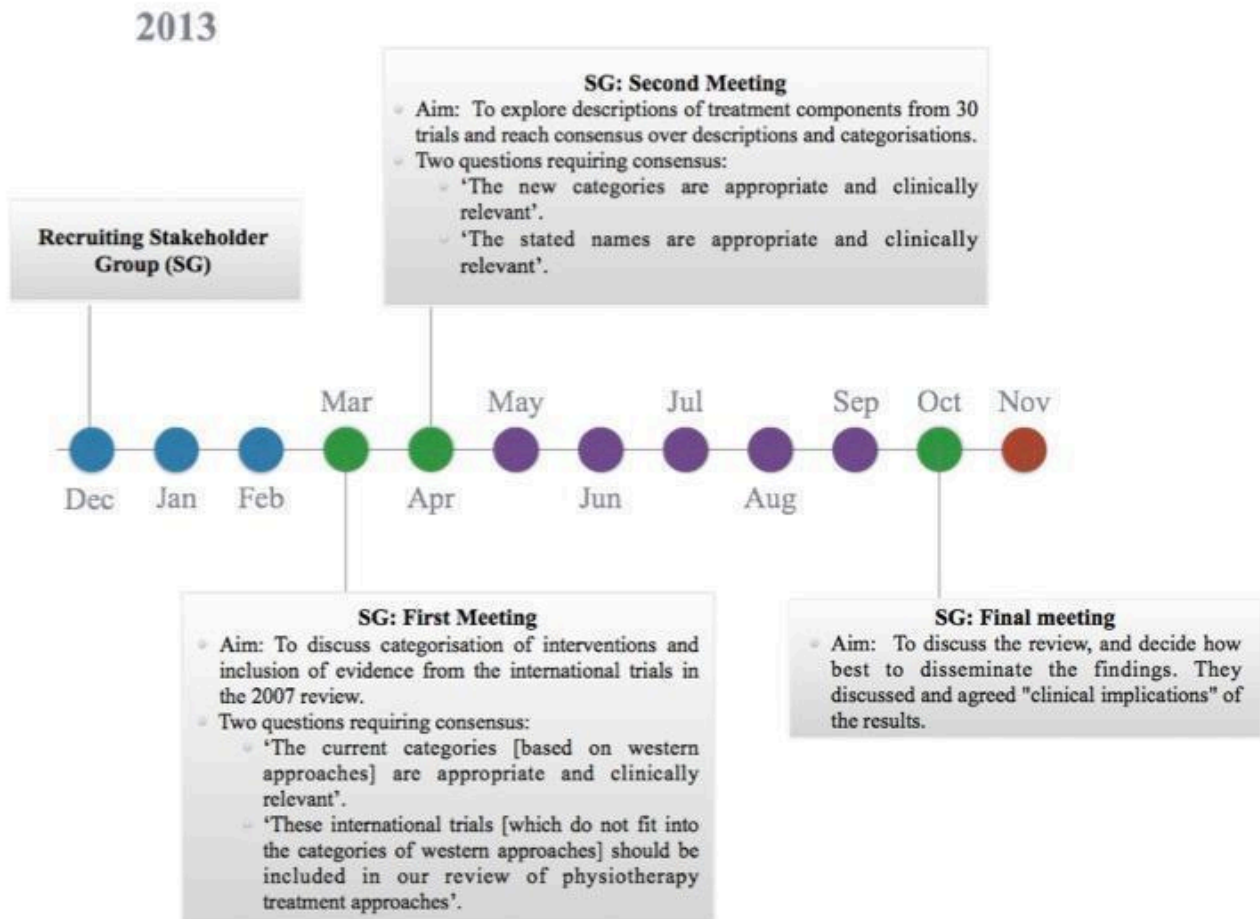 2013
SG: Second Meeting
Aim: To explore descriptions of treatment components from 30
trials and reach consensus over descriptions and categorisations.
Two questions requiring consensus:
‘The new categories are appropriate and clinically
relevant’.
‘The stated names are appropriate and clinically
relevant’.
Recruiting Stakeholder
Group (SG)
Mar
May
Jul
Sep
Oct
Nov
Dec
Jan
Feb
Apr
Jun
Aug
SG: First Meeting
Aim: To discuss categorisation of interventions and
inclusion of evidence from the international trials in
the 2007 review.
Two questions requiring consensus:
‘The current categories [based on western
approaches] are appropriate and clinically
relevant’.
‘These international trials [which do not fit into
the categories of western approaches] should be
included in our review of physiotherapy
treatment approaches’.
SG: Final meeting
Aim: To discuss the review, and decide how
best to disseminate the findings. They
discussed and agreed "clinical implications" of
the results.